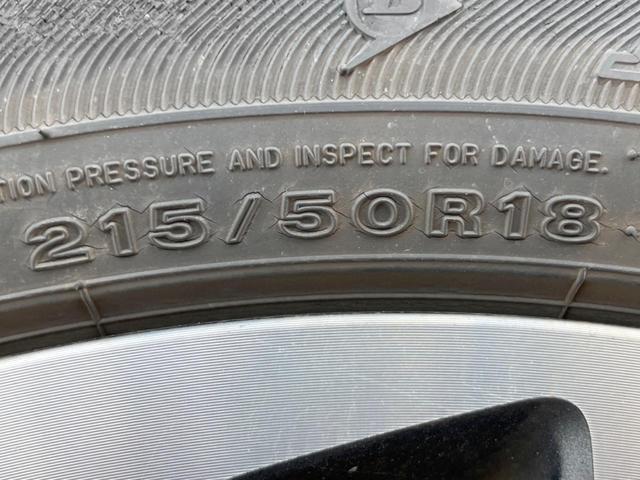 PRESSURE AND INSPECT FOR DAMAGE.
215/50R18